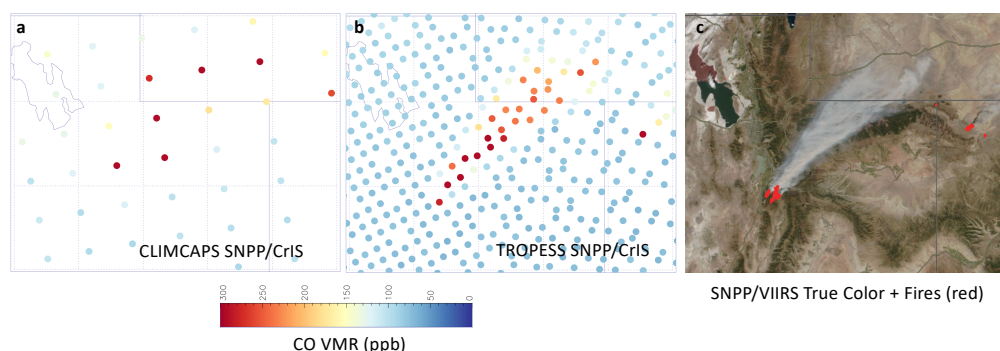 a
b
c
CLIMCAPS SNPP/CrIS
TROPESS SNPP/CrIS
SNPP/VIIRS True Color + Fires (red)
300 250 200 150 100 50 0
CO VMR (ppb)